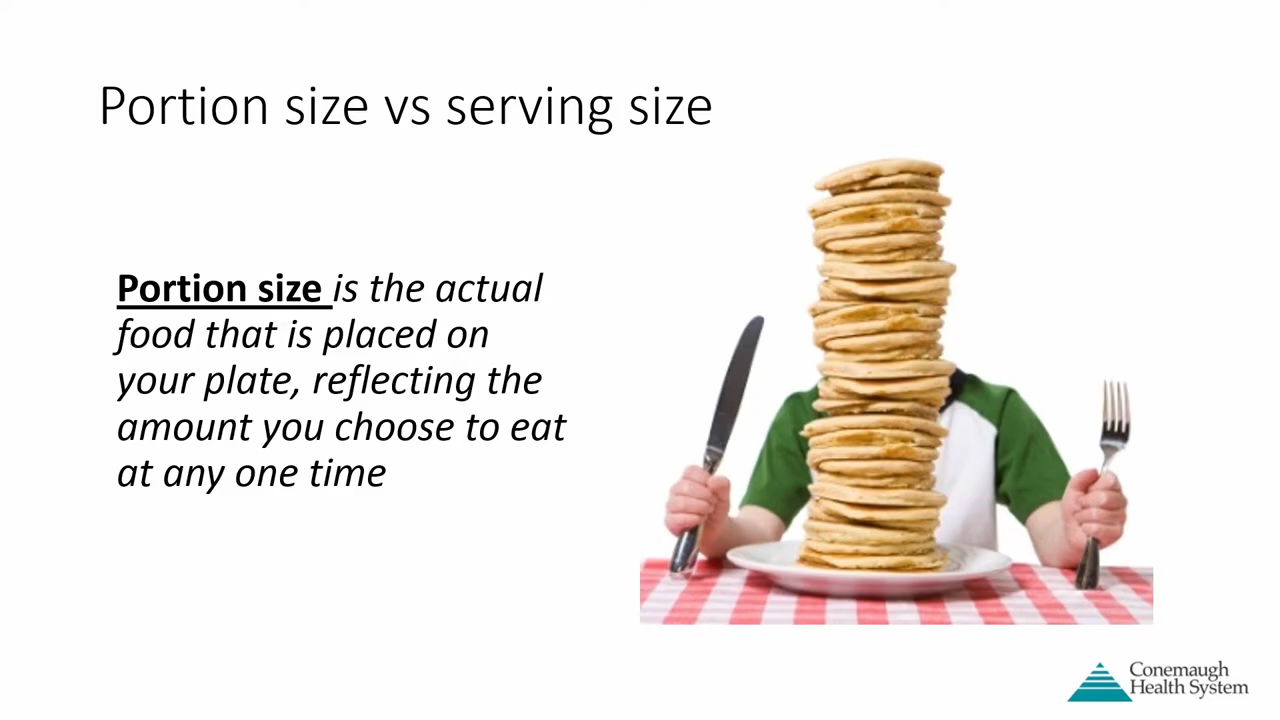 Portion size vs serving size
Portion size is the actual
food that is placed on
your plate, reflecting the
amount you choose to eat
at any one time
Conemaugh
Health System